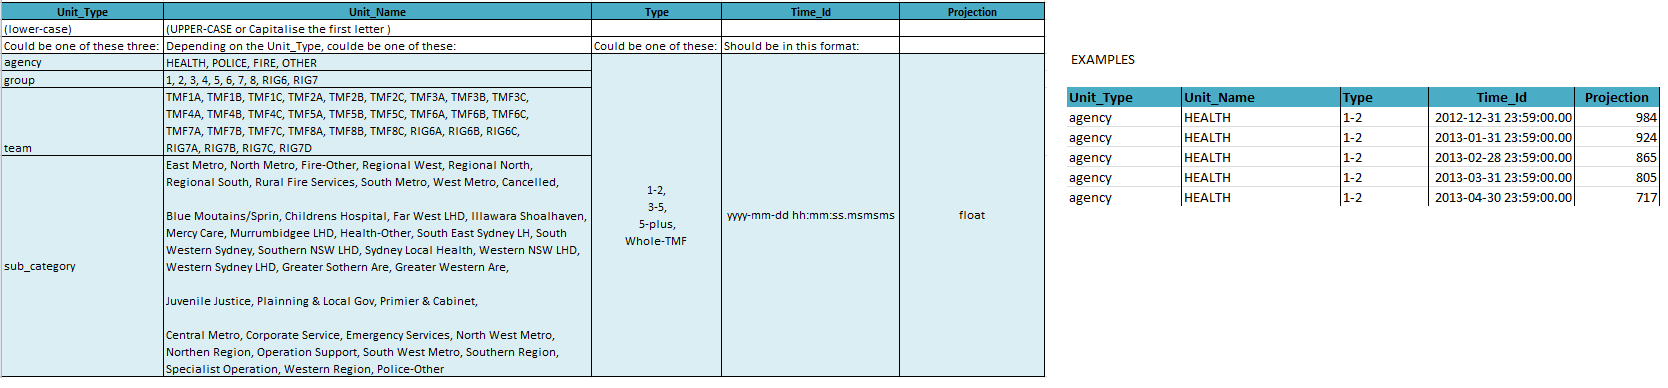 Unit_Type Unit_Name Type Time_Id Projection
(lower-case) (UPPER-CASE or Capitalise the first letter )
Could be one of these three: Depending on the Unit_Type, coulde be one of these: Could be one of these: Should be in this format:
agency HEALTH, POLICE, FIRE, OTHER
group 1, 2, 3, 4, 5, 6, 7, 8, RIG6, RIG7
TMF1A, TMF1B, TMF1C, TMF2A, TMF2B, TMF2C, TMF3A, TMF3B, TMF3C,
TMF4A, TMF4B, TMF4C, TMF5A, TMF5B, TMF5C, TMF6A, TMF6B, TMF6C,
TMF7A, TMF7B, TMF7C, TMF8A, TMF8B, TMF8C, RIG6A, RIG6B, RIG6C,
team RIG7A, RIG7B, RIG7C, RIG7D
East Metro, North Metro, Fire-Other, Regional West, Regional North,
Regional South, Rural Fire Services, South Metro, West Metro, Cancelled,
Blue Moutains/Sprin, Childrens Hospital, Far West LHD, Illawara Shoalhaven,
Mercy Care, Murrumbidgee LHD, Health-Other, South East Sydney LH, South
Western Sydney, Southern NSW LHD, Sydney Local Health, Western NSW LHD,
sub_category Western Sydney LHD, Greater Sothern Are, Greater Western Are,
Juvenile Justice, Plainning & Local Gov, Primier & Cabinet,
Central Metro, Corporate Service, Emergency Services, North West Metro,
Northen Region, Operation Support, South West Metro, Southern Region,
Specialist Operation, Western Region, Police-Other
1-2,
3-5,
5-plus,
Whole-TMF
yyyy-mm-dd hh:mm:ss.msmsms
float
EXAMPLES
Unit_Type Unit_Name Type Time_Id Projection
agency HEALTH 1-2 2012-12-31 23:59:00.00 984
agency HEALTH 1-2 2013-01-31 23:59:00.00 924
agency HEALTH 1-2 2013-02-28 23:59:00.00 865
agency HEALTH 1-2 2013-03-31 23:59:00.00 805
agency HEALTH 1-2 2013-04-30 23:59:00.00 717